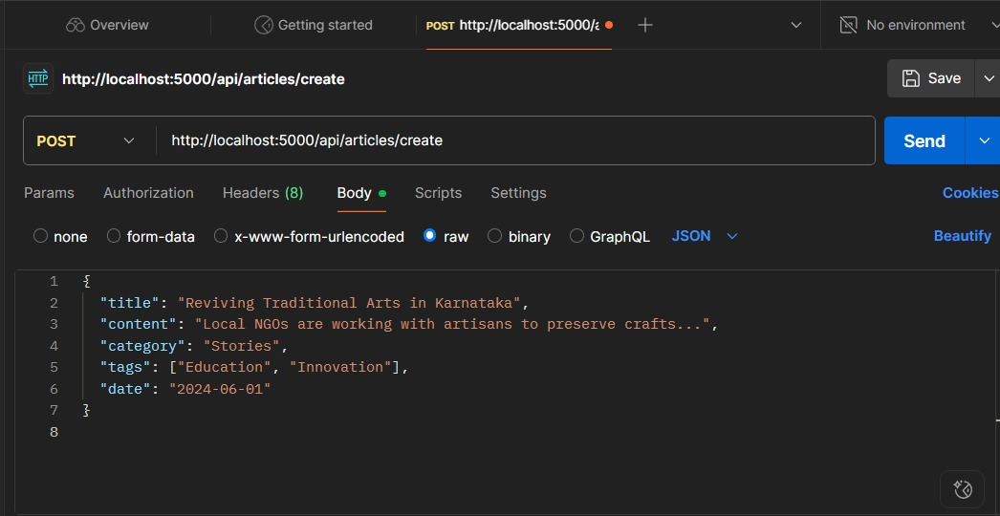 Overview Getting started POST http://localhost:5000/a + No environment
HTTP http://localhost:5000/api/articles/create Save
POST http://localhost:5000/api/articles/create Send
Params Authorization Headers (8) Body Scripts Settings Cookies
none form-data x-www-form-urlencoded raw binary GraphQL JSON Beautify
1 {
2 "title": "Reviving Traditional Arts in Karnataka",
3 "content": "Local NGOs are working with artisans to preserve crafts...",
4 "category": "Stories",
5 "tags": ["Education", "Innovation"],
6 "date": "2024-06-01"
7 }
8